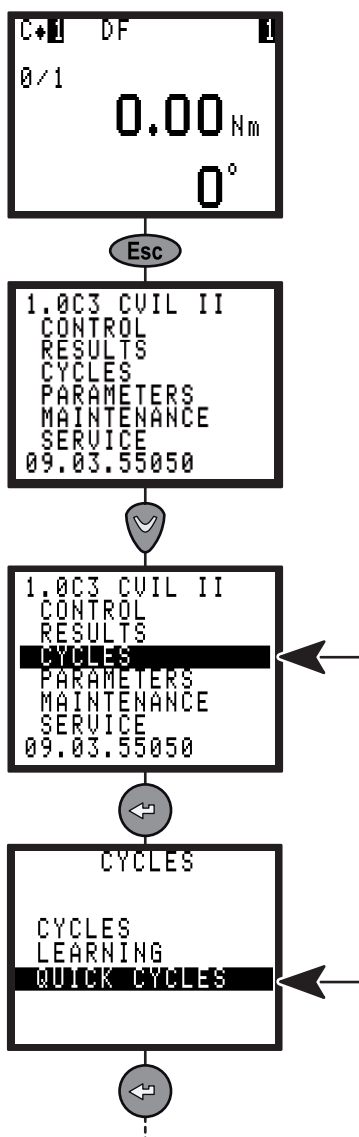 C♦1 DF 1
0/1
0.00 Nm
0°
Esc
1.0C3 CVIL II
CONTROL
RESULTS
CYCLES
PARAMETERS
MAINTENANCE
SERVICE
09.03.55050
1.0C3 CVIL II
CONTROL
RESULTS
CYCLES
PARAMETERS
MAINTENANCE
SERVICE
09.03.55050
CYCLES
CYCLES
LEARNING
QUICK CYCLES